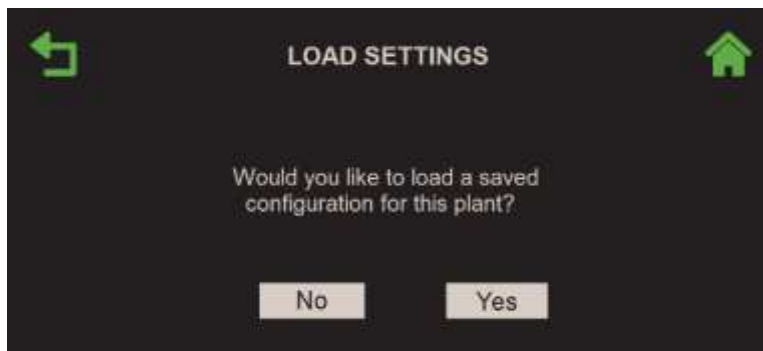 LOAD SETTINGS
Would you like to load a saved
configuration for this plant?
No Yes